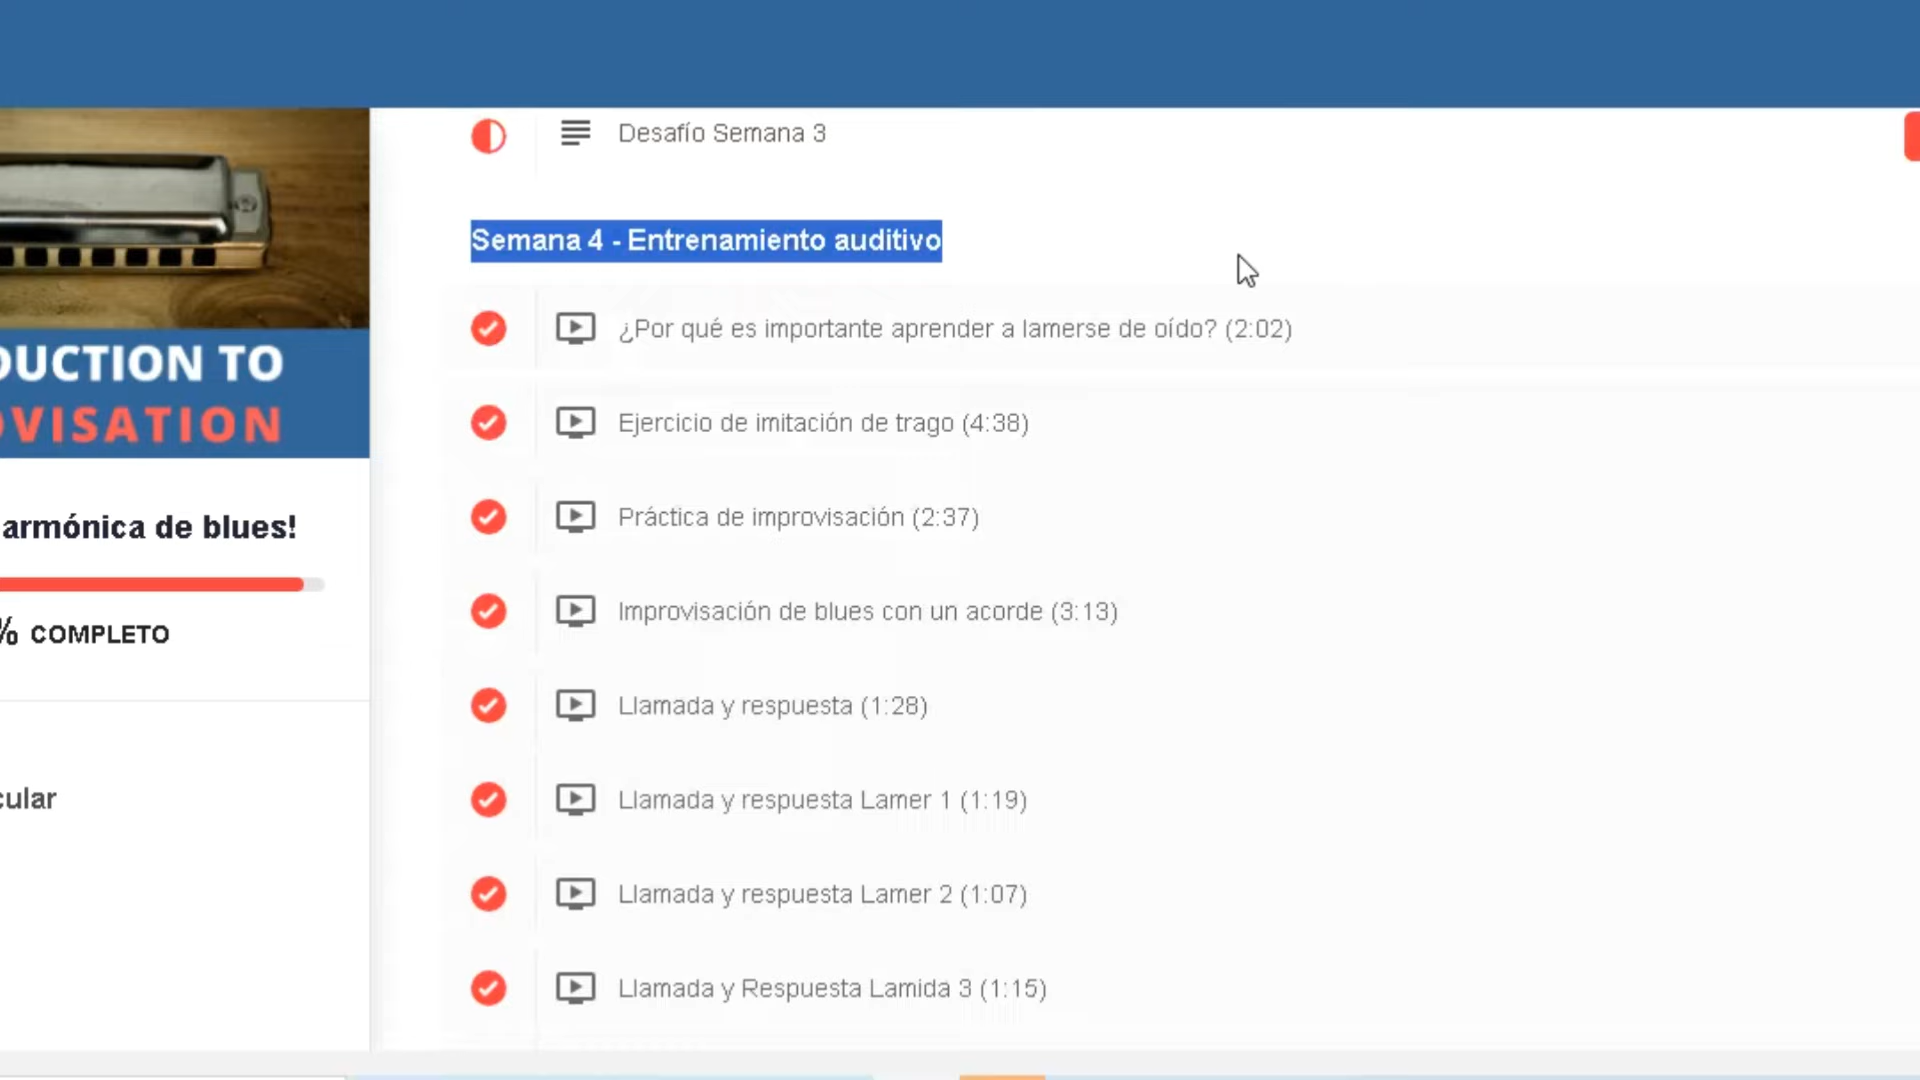 Desafío Semana 3
Semana 4 - Entrenamiento auditivo
¿Por qué es importante aprender a lamerse de oído? (2:02)
Ejercicio de imitación de trago (4:38)
Práctica de improvisación (2:37)
Improvisación de blues con un acorde (3:13)
Llamada y respuesta (1:28)
Llamada y respuesta Lamer 1 (1:19)
Llamada y respuesta Lamer 2 (1:07)
Llamada y Respuesta Lamida 3 (1:15)
DUCTION TO
OVISATION
armónica de blues!
% COMPLETO
cular